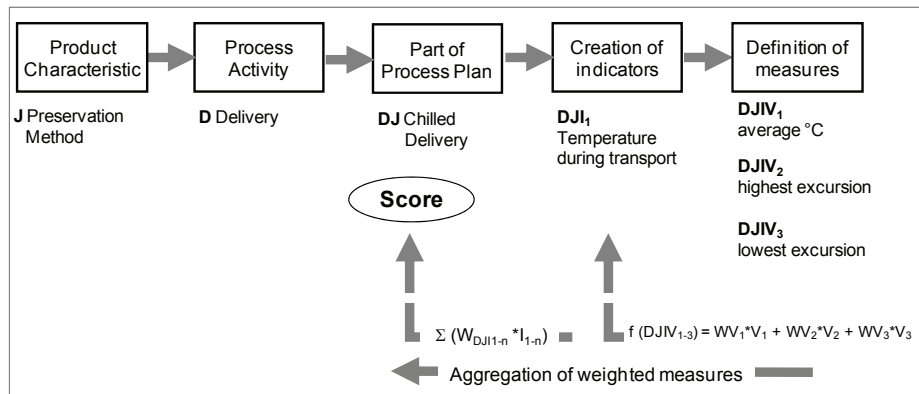 Product
Characteristic
Process
Activity
Part of
Process Plan
Creation of
indicators
Definition of
measures
J Preservation
Method
D Delivery
DJ Chilled
Delivery
DJI₁
Temperature
during transport
DJIV₁
average °C
DJIV₂
highest excursion
DJIV₃
lowest excursion
Score
Σ (W_DJI1-n *I_1-n)
f (DJIV₁₋₃) = WV₁*V₁ + WV₂*V₂ + WV₃*V₃
Aggregation of weighted measures